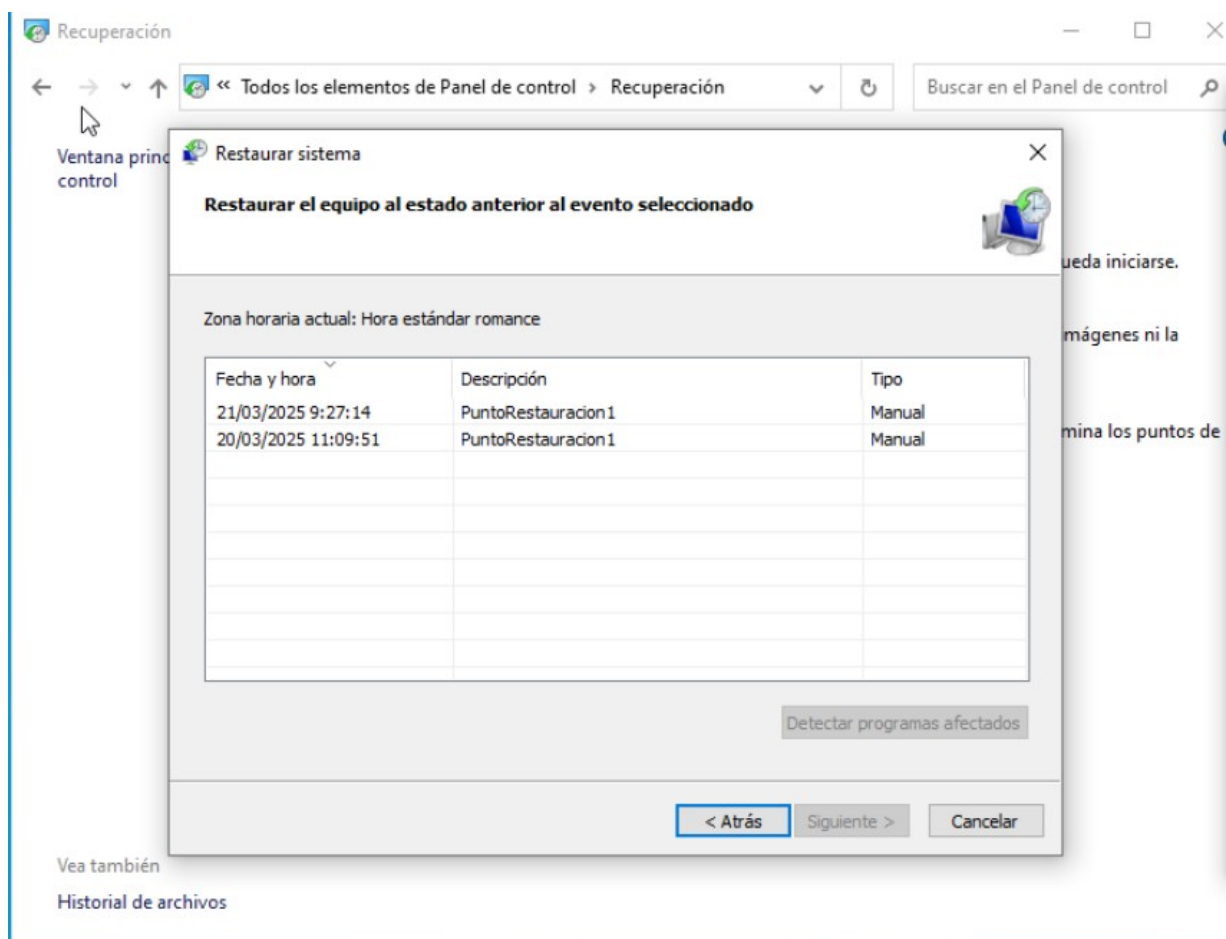 Recuperación
« Todos los elementos de Panel de control > Recuperación
Buscar en el Panel de control
Ventana princ
control
Restaurar sistema
Restaurar el equipo al estado anterior al evento seleccionado
ueda iniciarse.
Zona horaria actual: Hora estándar romance
mágenes ni la
Fecha y hora Descripción Tipo
21/03/2025 9:27:14 PuntoRestauracion1 Manual
20/03/2025 11:09:51 PuntoRestauracion1 Manual
mina los puntos de
Detectar programas afectados
< Atrás Siguiente > Cancelar
Vea también
Historial de archivos